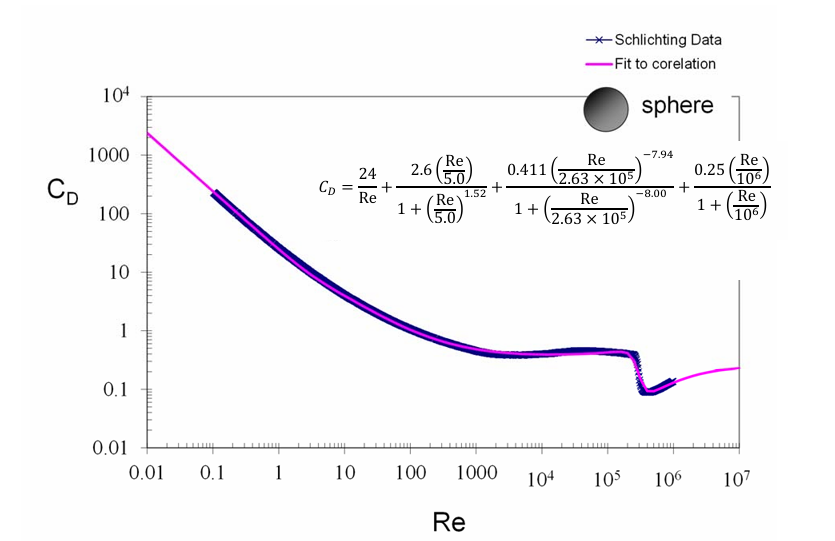 Schlichting Data
Fit to corelation
sphere
10⁴
1000
100
10
1
0.1
0.01
C_D
C_D = 24/Re + 2.6 (Re/5.0) / (1 + (Re/5.0)^1.52) + 0.411 (Re/(2.63 × 10⁵))^−7.94 / (1 + (Re/(2.63 × 10⁵))^−8.00) + 0.25 (Re/10⁶) / (1 + (Re/10⁶))
0.01 0.1 1 10 100 1000 10⁴ 10⁵ 10⁶ 10⁷
Re